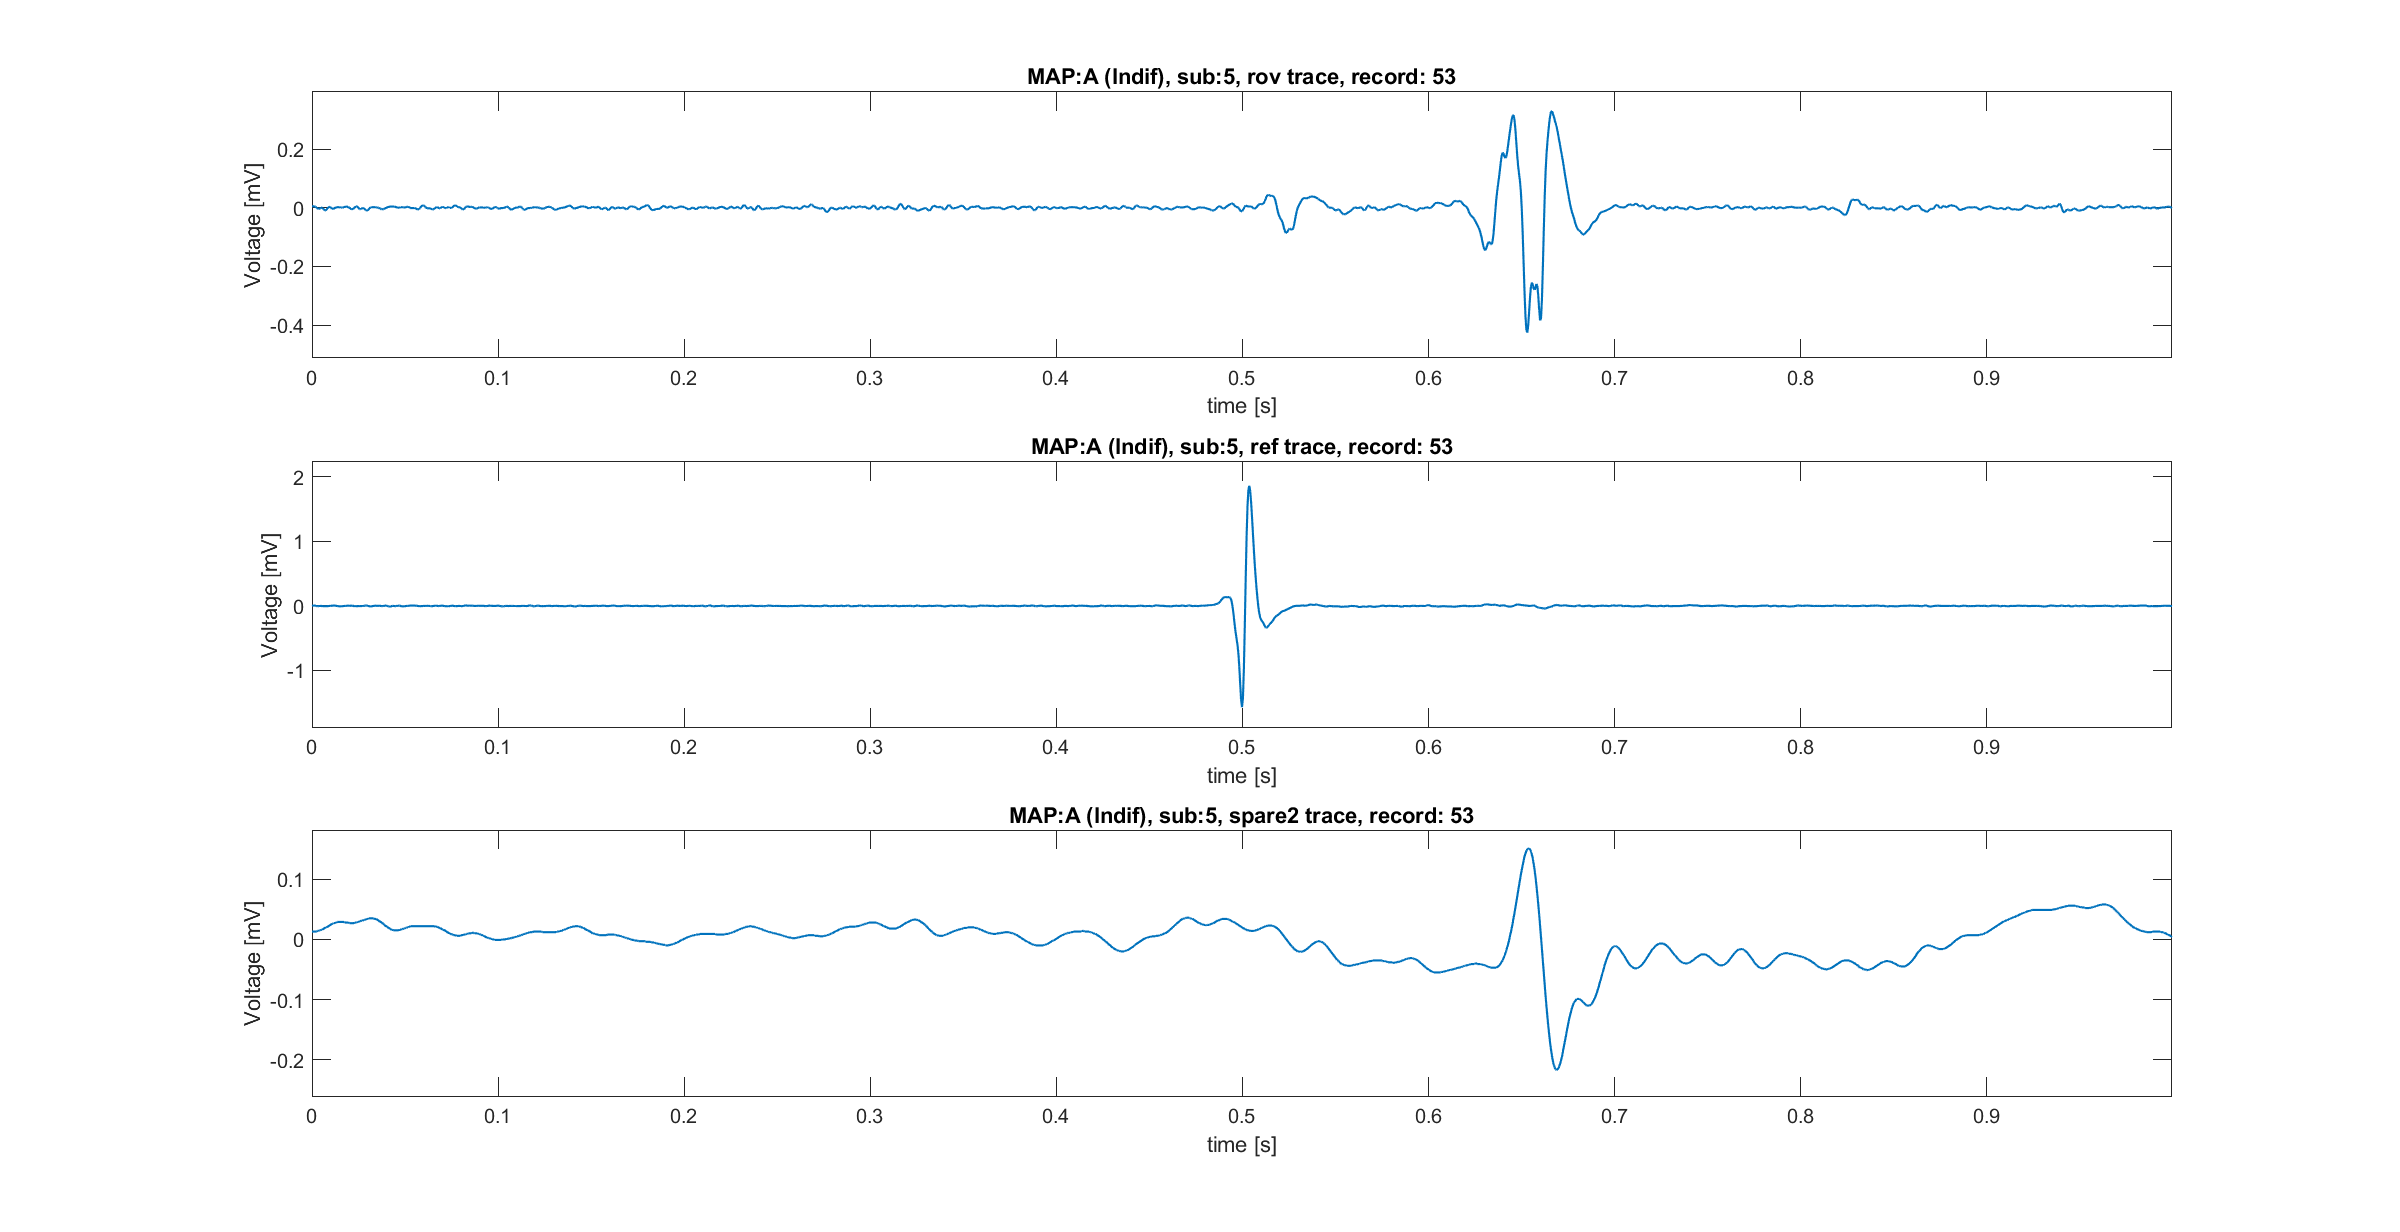 MAP:A (Indif), sub:5, rov trace, record: 53
Voltage [mV]
0.2
0
-0.2
-0.4
0 0.1 0.2 0.3 0.4 0.5 0.6 0.7 0.8 0.9
time [s]
MAP:A (Indif), sub:5, ref trace, record: 53
Voltage [mV]
2
1
0
-1
0 0.1 0.2 0.3 0.4 0.5 0.6 0.7 0.8 0.9
time [s]
MAP:A (Indif), sub:5, spare2 trace, record: 53
Voltage [mV]
0.1
0
-0.1
-0.2
0 0.1 0.2 0.3 0.4 0.5 0.6 0.7 0.8 0.9
time [s]